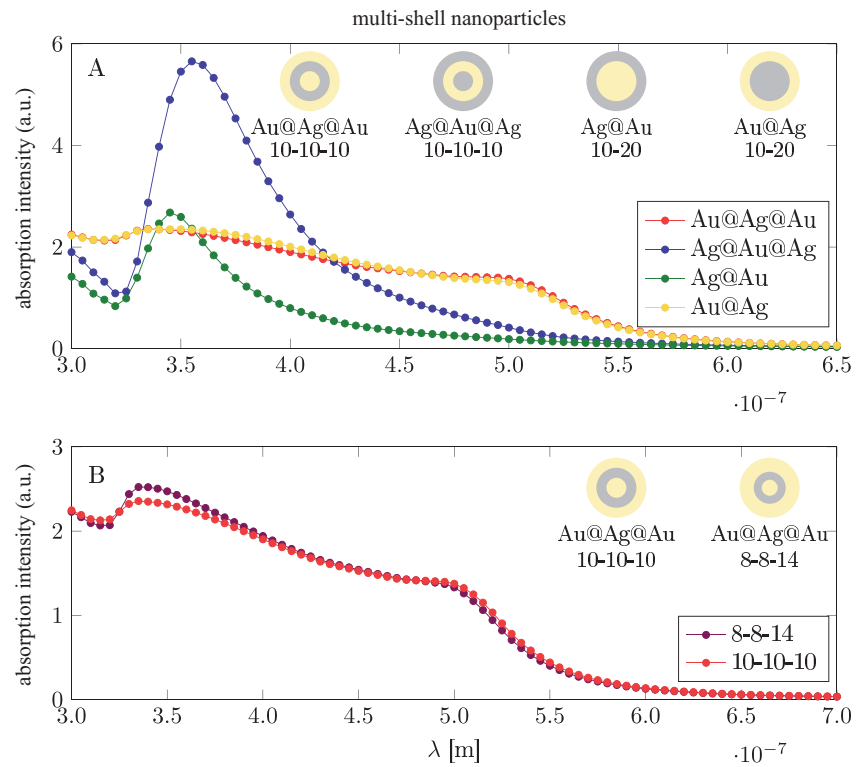 multi-shell nanoparticles
A
Au@Ag@Au
10-10-10
Ag@Au@Ag
10-10-10
Ag@Au
10-20
Au@Ag
10-20
Au@Ag@Au
Ag@Au@Ag
Ag@Au
Au@Ag
absorption intensity (a.u.)
6
4
2
0
3.0 3.5 4.0 4.5 5.0 5.5 6.0 6.5
·10⁻⁷
B
Au@Ag@Au
10-10-10
Au@Ag@Au
8-8-14
8-8-14
10-10-10
absorption intensity (a.u.)
3
2
1
0
3.0 3.5 4.0 4.5 5.0 5.5 6.0 6.5 7.0
λ [m]
·10⁻⁷